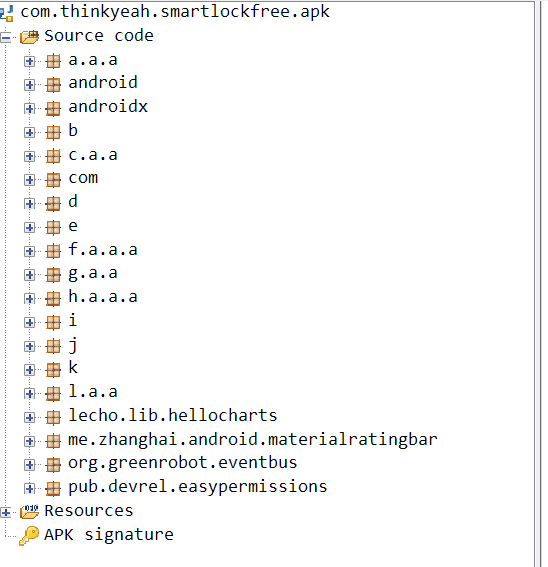 com.thinkyeah.smartlockfree.apk
Source code
a.a.a
android
androidx
b
c.a.a
com
d
e
f.a.a.a
g.a.a
h.a.a.a
i
j
k
l.a.a
lecho.lib.hellocharts
me.zhanghai.android.materialratingbar
org.greenrobot.eventbus
pub.devrel.easypermissions
Resources
APK signature